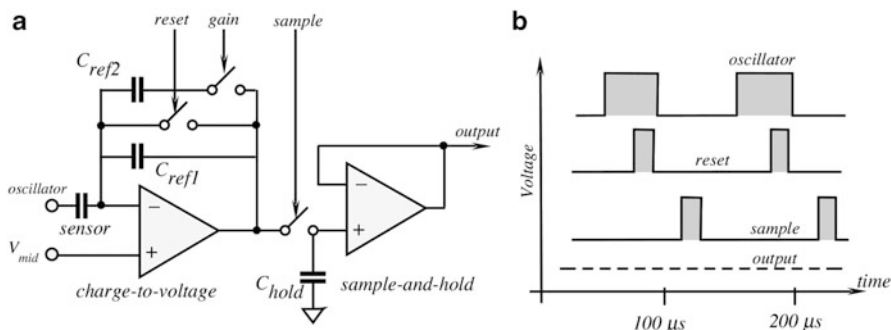 a
reset
gain
sample
C_ref2
C_ref1
oscillator
sensor
V_mid
−
+
charge-to-voltage
−
+
output
C_hold
sample-and-hold
b
Voltage
oscillator
reset
sample
output
time
100 μs
200 μs